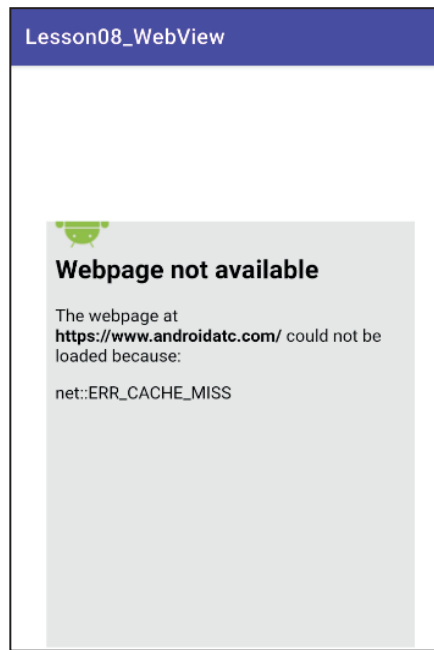 Lesson08_WebView
Webpage not available
The webpage at
https://www.androidatc.com/ could not be
loaded because:
net::ERR_CACHE_MISS